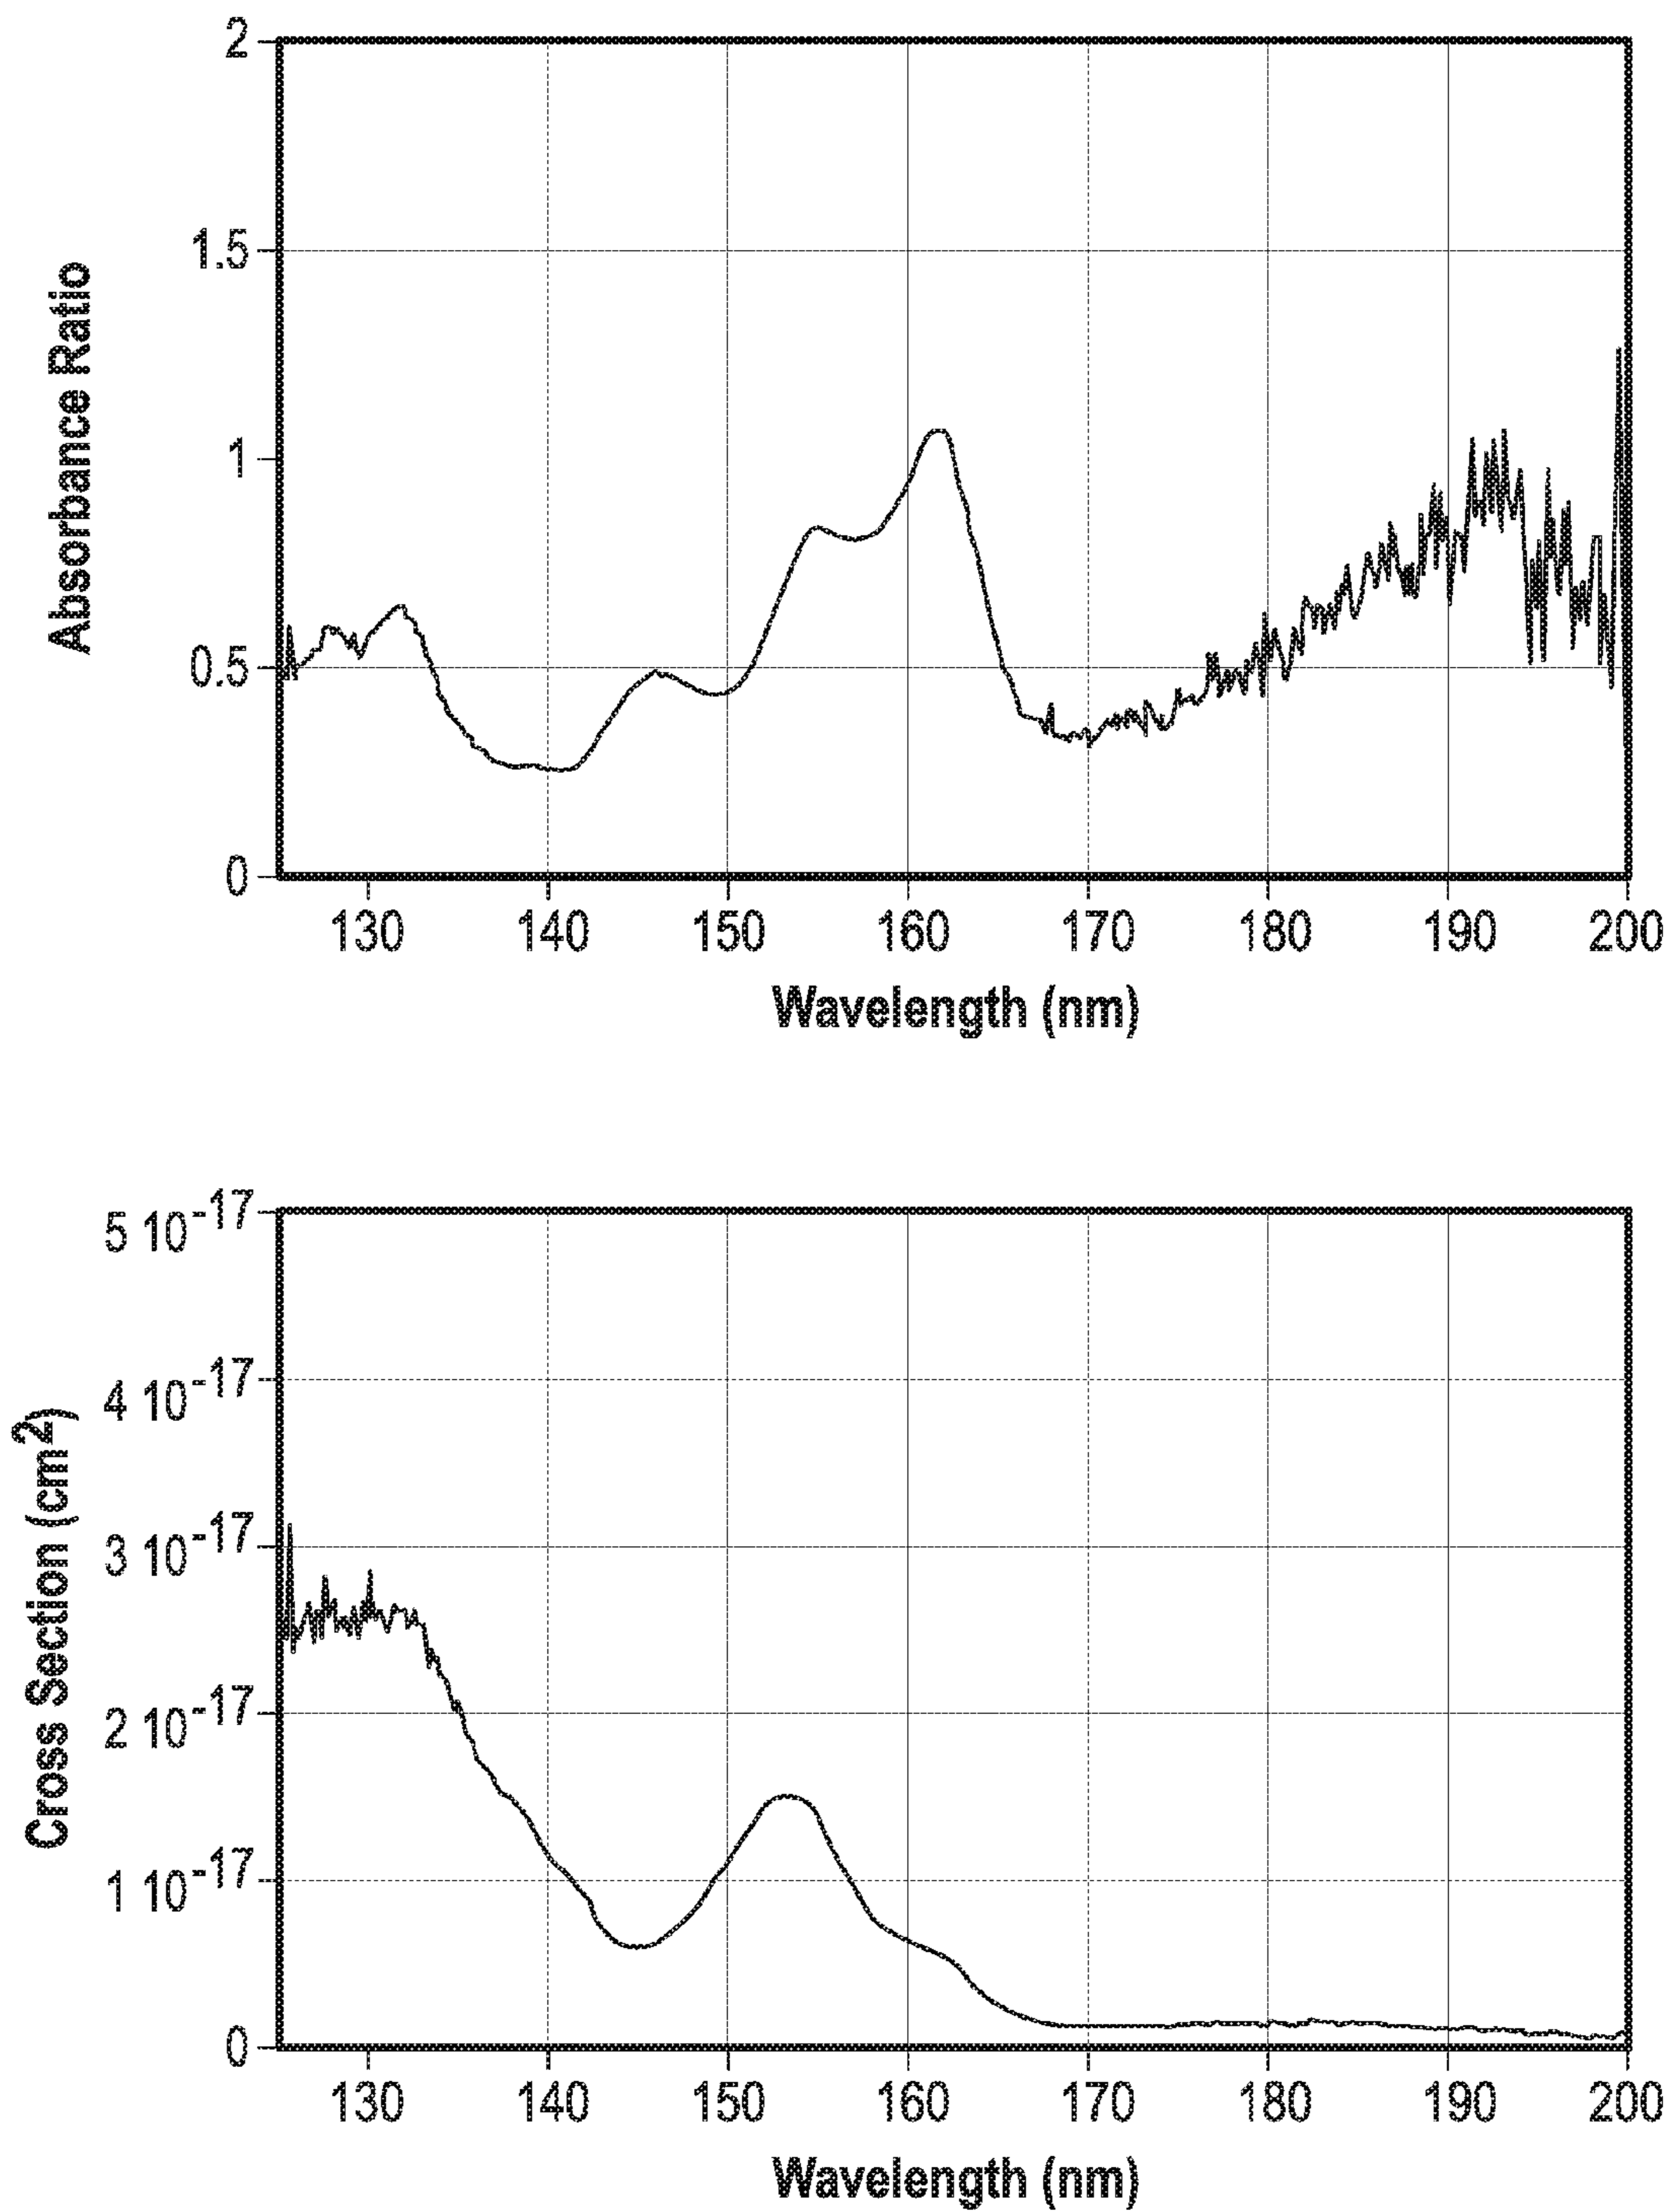 2
1.5
1
0.5
0
Absorbance Ratio
130 140 150 160 170 180 190 200
Wavelength (nm)
5 10-17
4 10-17
3 10-17
2 10-17
1 10-17
0
Cross Section (cm2)
130 140 150 160 170 180 190 200
Wavelength (nm)